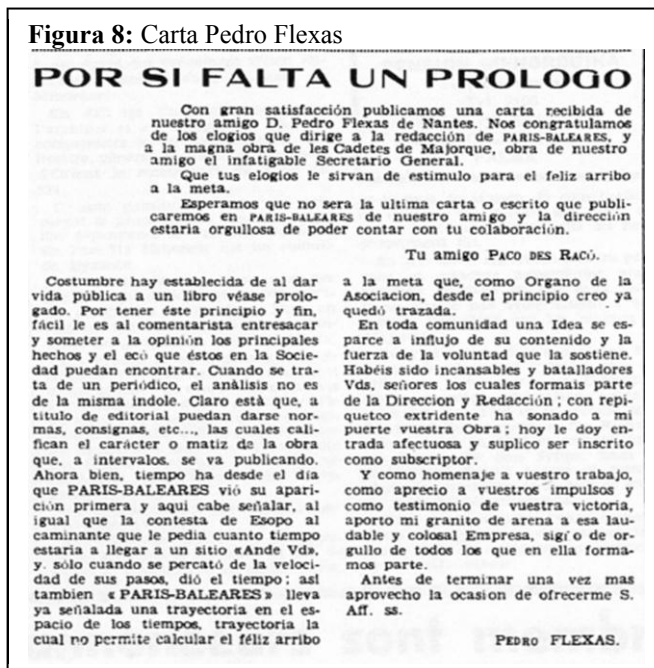 Figura 8: Carta Pedro Flexas
POR SI FALTA UN PROLOGO
Con gran satisfacción publicamos una carta recibida de
nuestro amigo D. Pedro Flexas de Nantes. Nos congratulamos
de los elogios que dirige a la redacción de PARIS-BALEARES, y
a la magna obra de les Cadetes de Majorque, obra de nuestro
amigo el infatigable Secretario General.
Que tus elogios le sirvan de estimulo para el feliz arribo
a la meta.
Esperamos que no sera la ultima carta o escrito que publi-
caremos en PARIS-BALEARES de nuestro amigo y la dirección
estaria orgullosa de poder contar con tu colaboración.
Tu amigo PACO DES RACÓ.
Costumbre hay establecida de al dar
vida pública a un libro véase prolo-
gado. Por tener éste principio y fin,
fácil le es al comentarista entresacar
y someter a la opinión los principales
hechos y el eco que éstos en la Socie-
dad puedan encontrar. Cuando se tra-
ta de un periódico, el análisis no es
de la misma indole. Claro està que, a
titulo de editorial puedan darse nor-
mas, consignas, etc..., las cuales cali-
fican el carácter o matiz de la obra
que, a intervalos, se va publicando.
Ahora bien, tiempo ha desde el día
que PARIS-BALEARES vió su apari-
ción primera y aqui cabe señalar, al
igual que la contesta de Esopo al
caminante que le pedia cuanto tiempo
estaria a llegar a un sitio «Ande Vd»,
y. sólo cuando se percató de la veloci-
dad de sus pasos, dió el tiempo; asi
tambien « PARIS-BALEARES » lleva
ya señalada una trayectoria en el es-
pacio de los tiempos, trayectoria la
cual no permite calcular el féliz arribo
a la meta que, como Organo de la
Asociacion, desde el principio creo ya
quedó trazada.
En toda comunidad una Idea se es-
parce a influjo de su contenido y la
fuerza de la voluntad que la sostiene.
Habéis sido incansables y batalladores
Vds, señores los cuales formais parte
de la Direccion y Redacción; con repi-
queteo extridente ha sonado a mi
puerte vuestra Obra; hoy le doy en-
trada afectuosa y suplico ser inscrito
como subscriptor.
Y como homenaje a vuestro trabajo,
como aprecio a vuestros impulsos y
como testimonio de vuestra victoria,
aporto mi granito de arena a esa lau-
dable y colosal Empresa, sigro de or-
gullo de todos los que en ella forma-
mos parte.
Antes de terminar una vez mas
aprovecho la ocasion de ofrecerme S.
Aff. ss.
PEDRO FLEXAS.